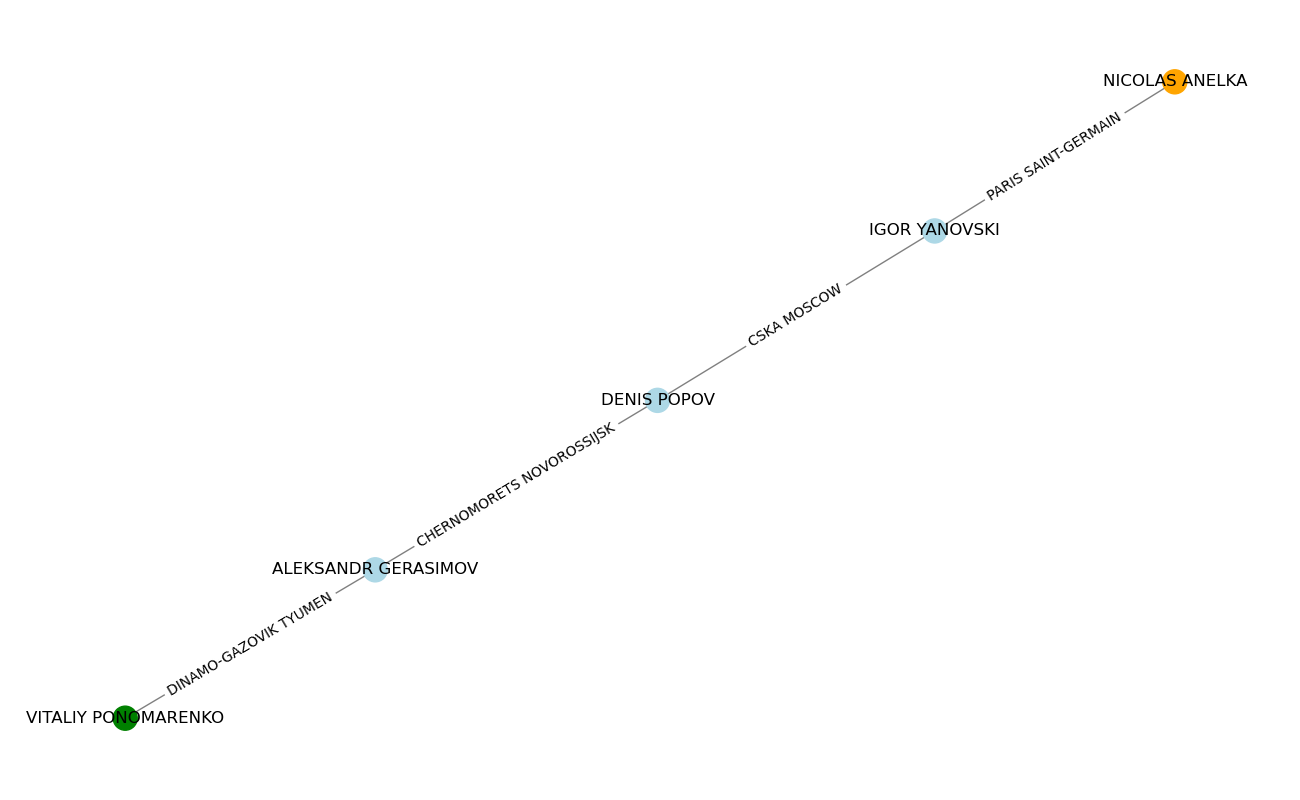 NICOLAS ANELKA
PARIS SAINT-GERMAIN
IGOR YANOVSKI
CSKA MOSCOW
DENIS POPOV
CHERNOMORETS NOVOROSSIJSK
ALEKSANDR GERASIMOV
DINAMO-GAZOVIK TYUMEN
VITALIY PONOMARENKO